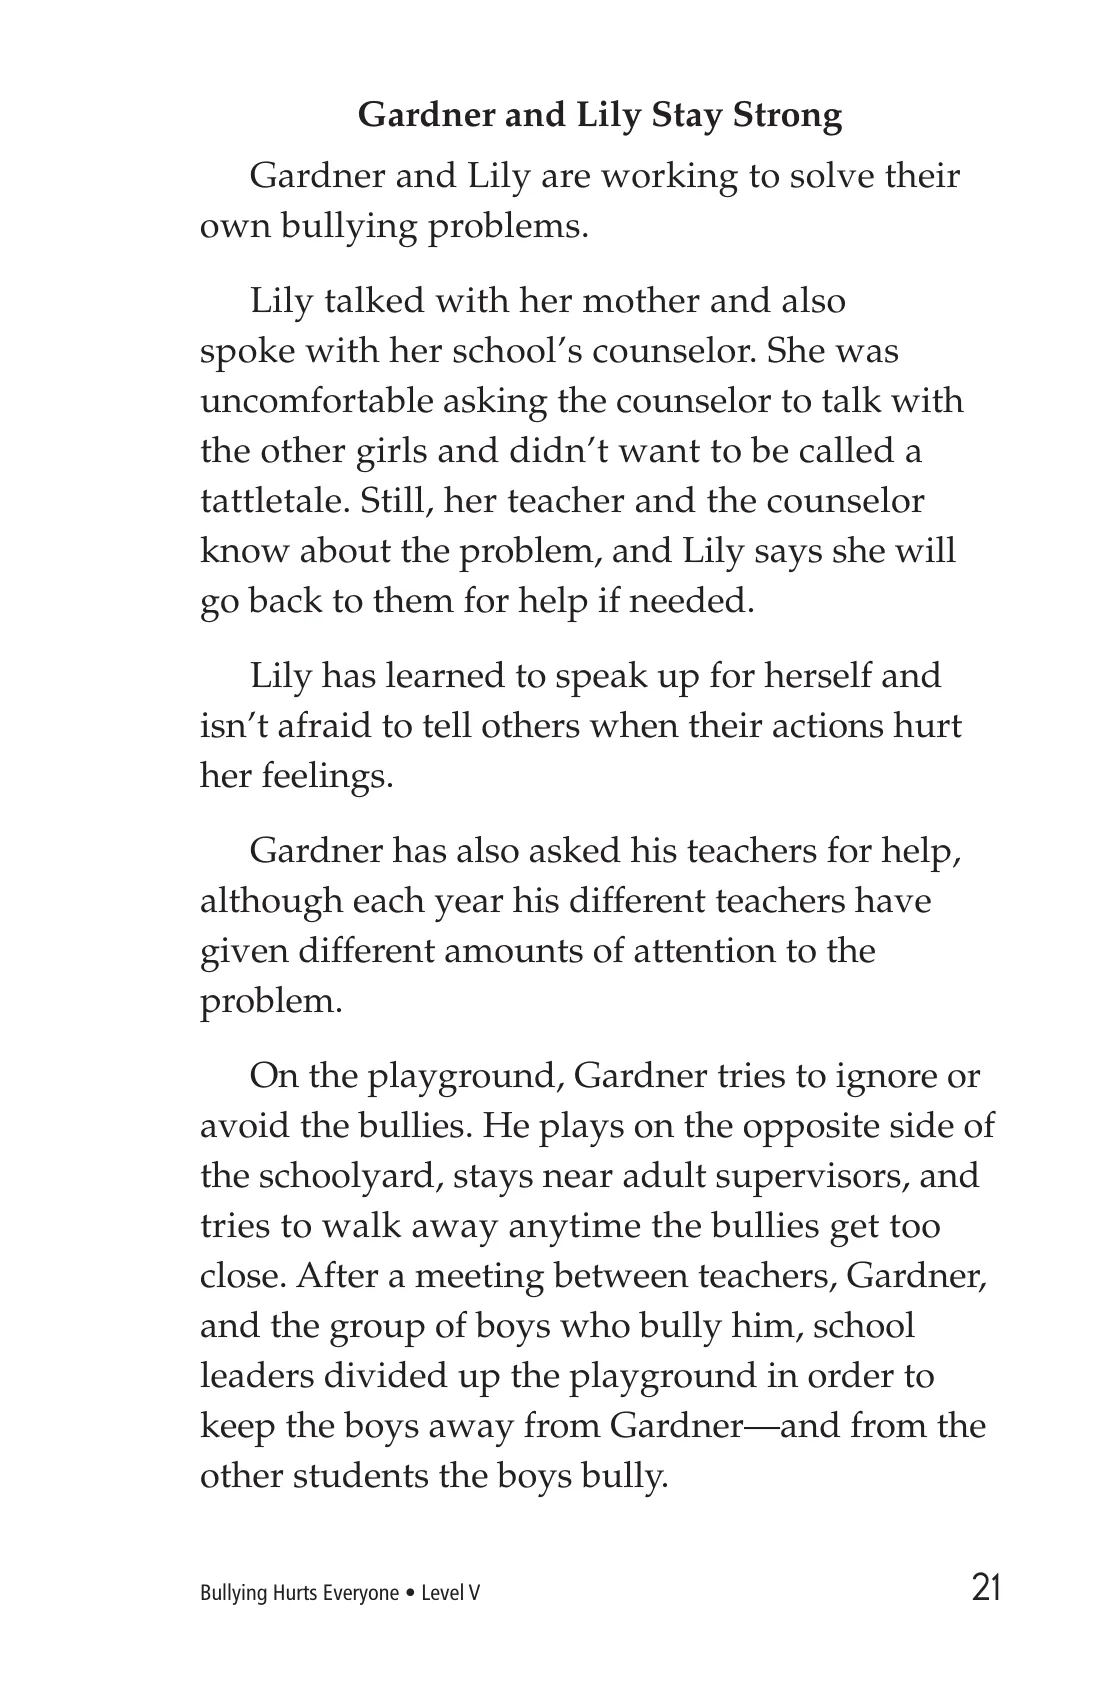 Gardner and Lily Stay Strong
Gardner and Lily are working to solve their
own bullying problems.
Lily talked with her mother and also
spoke with her school’s counselor. She was
uncomfortable asking the counselor to talk with
the other girls and didn’t want to be called a
tattletale. Still, her teacher and the counselor
know about the problem, and Lily says she will
go back to them for help if needed.
Lily has learned to speak up for herself and
isn’t afraid to tell others when their actions hurt
her feelings.
Gardner has also asked his teachers for help,
although each year his different teachers have
given different amounts of attention to the
problem.
On the playground, Gardner tries to ignore or
avoid the bullies. He plays on the opposite side of
the schoolyard, stays near adult supervisors, and
tries to walk away anytime the bullies get too
close. After a meeting between teachers, Gardner,
and the group of boys who bully him, school
leaders divided up the playground in order to
keep the boys away from Gardner—and from the
other students the boys bully.
Bullying Hurts Everyone • Level V 21